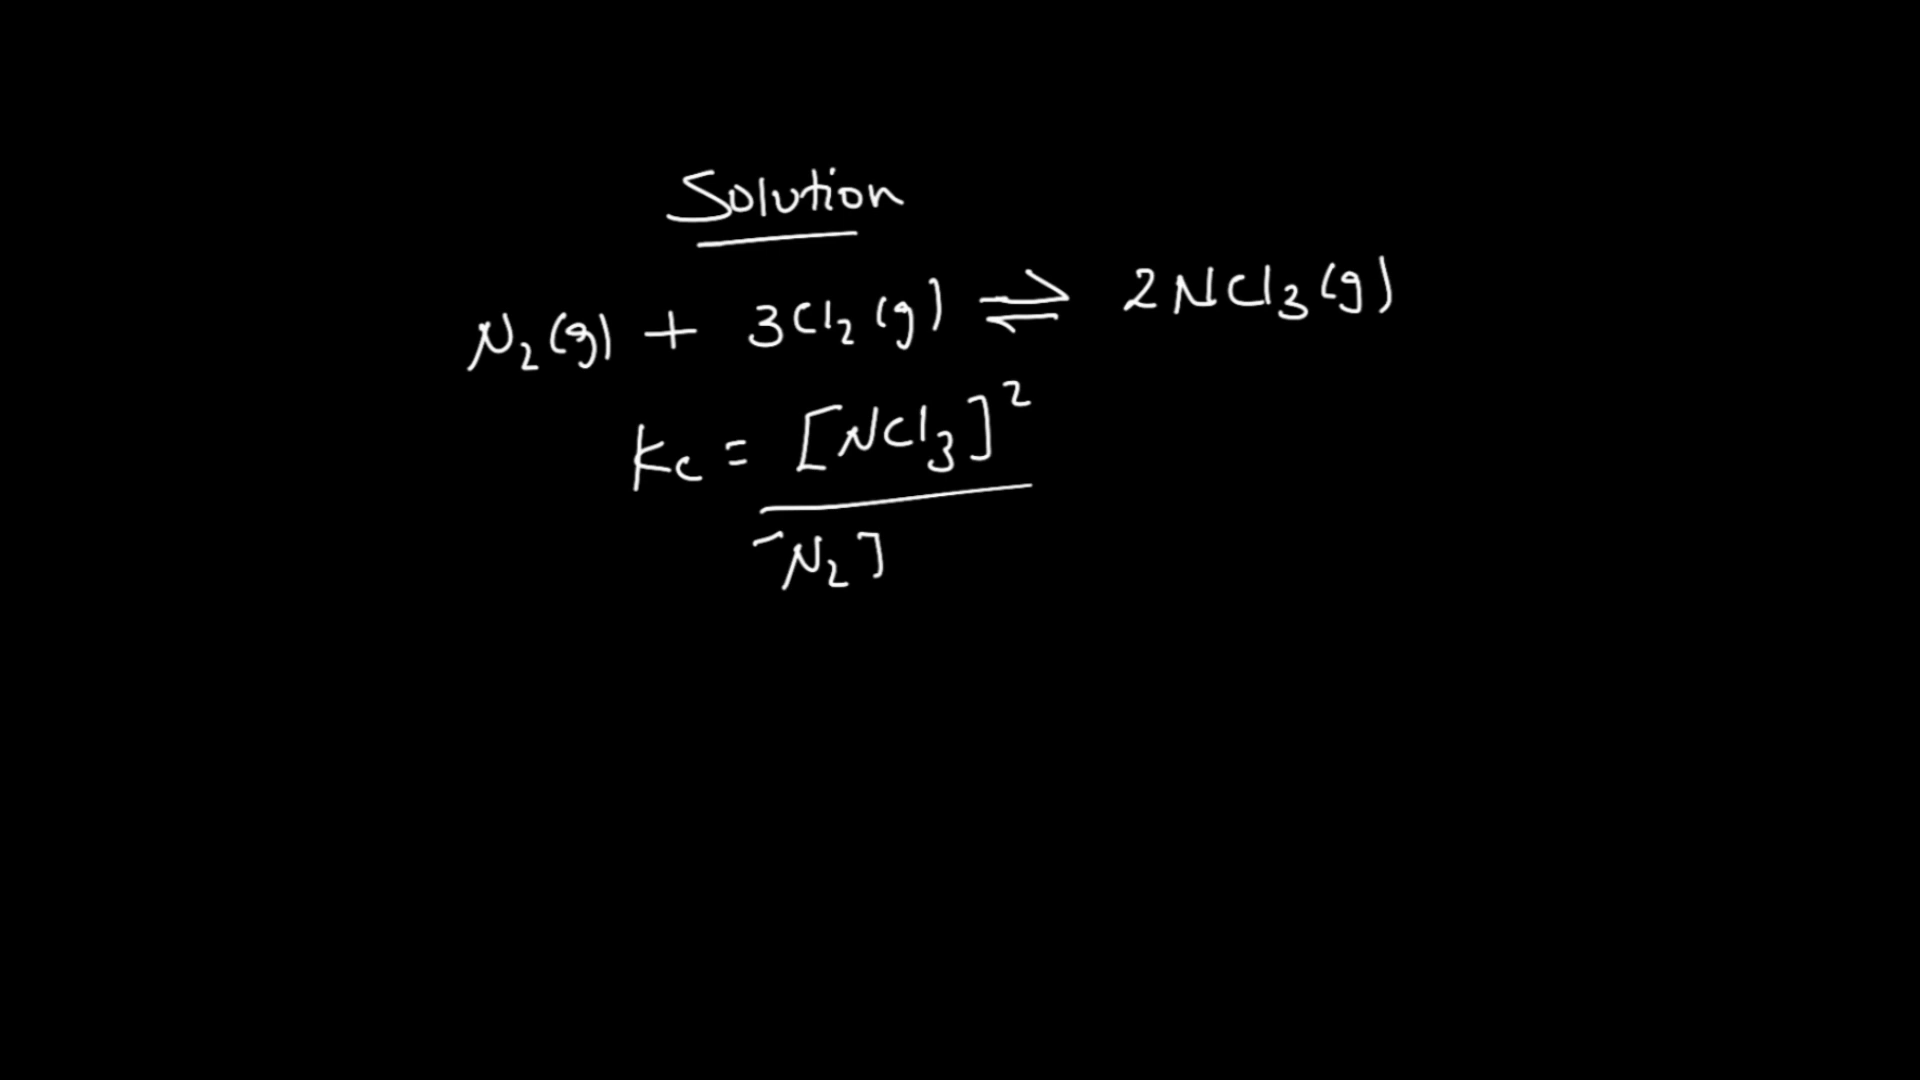 Solution
N₂(g) + 3Cl₂(g) ⇌ 2NCl₃(g)
Kc = [NCl₃]²
[N₂]